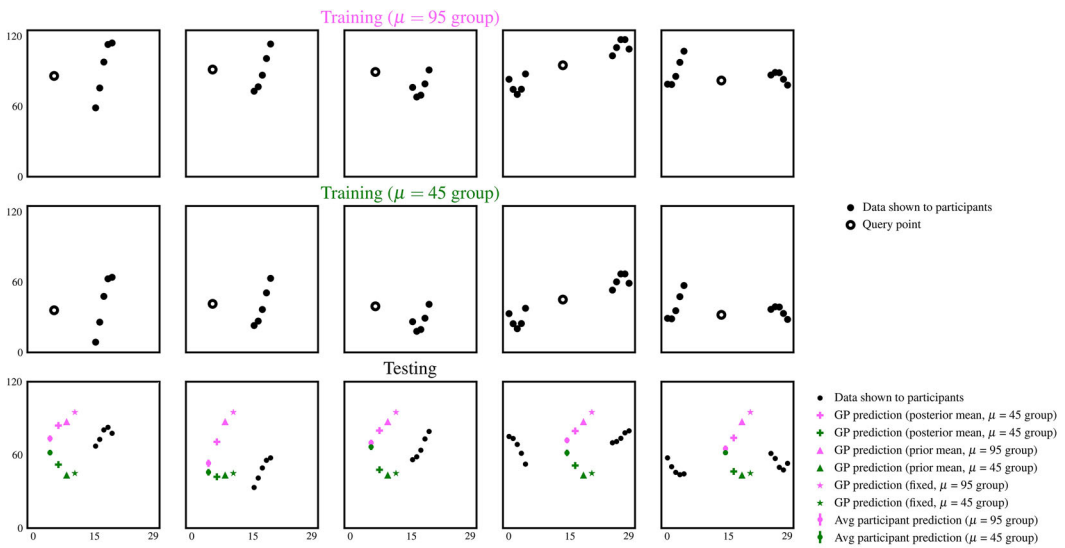 Training (μ = 95 group)
120
60
0
Training (μ = 45 group)
120
60
0
Data shown to participants
Query point
Testing
120
60
0
0 15 29
0 15 29
0 15 29
0 15 29
0 15 29
Data shown to participants
GP prediction (posterior mean, μ = 45 group)
GP prediction (posterior mean, μ = 45 group)
GP prediction (prior mean, μ = 95 group)
GP prediction (prior mean, μ = 45 group)
GP prediction (fixed, μ = 95 group)
GP prediction (fixed, μ = 45 group)
Avg participant prediction (μ = 95 group)
Avg participant prediction (μ = 45 group)